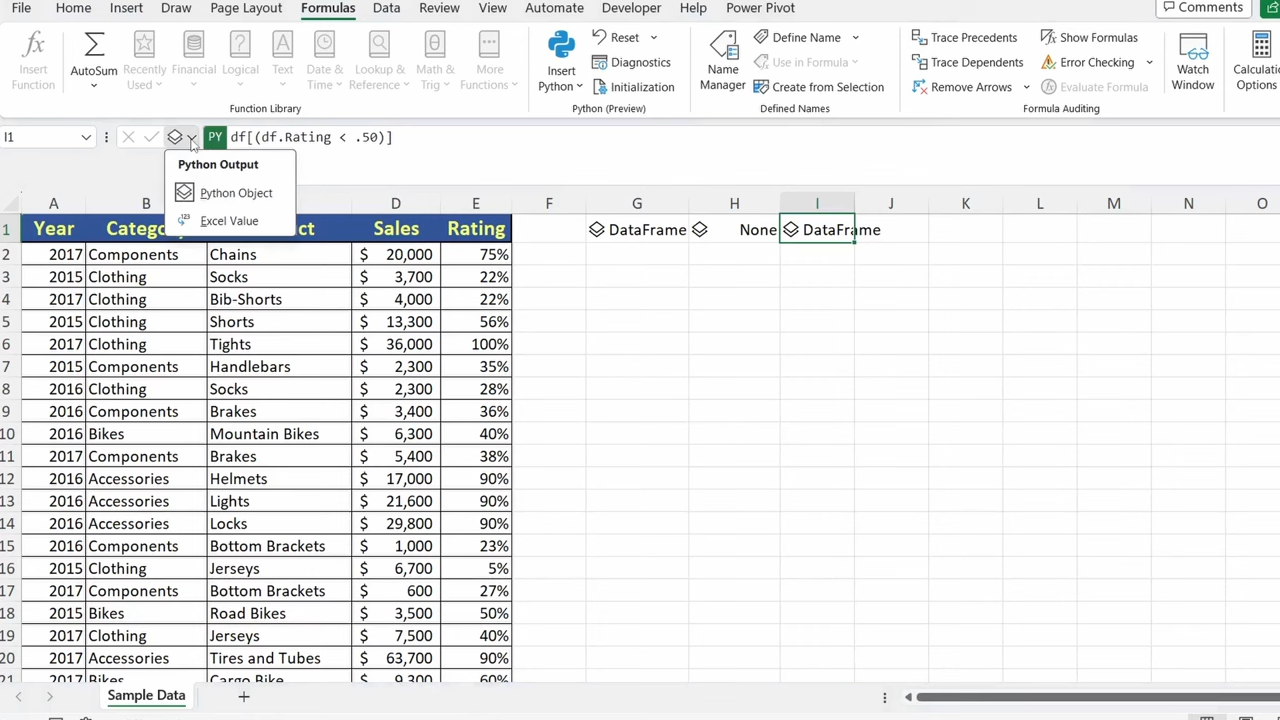 File Home Insert Draw Page Layout Formulas Data Review View Automate Developer Help Power Pivot Comments
Insert Function
AutoSum
Recently Used
Financial
Logical
Text
Date & Time
Lookup & Reference
Math & Trig
More Functions
Function Library
Insert Python
Reset
Diagnostics
Initialization
Python (Preview)
Name Manager
Define Name
Use in Formula
Create from Selection
Defined Names
Trace Precedents
Trace Dependents
Remove Arrows
Show Formulas
Error Checking
Evaluate Formula
Formula Auditing
Watch Window
Options
I1 PY df[(df.Rating < .50)]
Python Output
Python Object
Excel Value
A B D E F G H I J K L M N O
1 Year Sales Rating DataFrame None DataFrame
2 2017 Components Chains $ 20,000 75%
3 2015 Clothing Socks $ 3,700 22%
4 2017 Clothing Bib-Shorts $ 4,000 22%
5 2015 Clothing Shorts $ 13,300 56%
6 2017 Clothing Tights $ 36,000 100%
7 2015 Components Handlebars $ 2,300 35%
8 2016 Clothing Socks $ 2,300 28%
9 2016 Components Brakes $ 3,400 36%
10 2016 Bikes Mountain Bikes $ 6,300 40%
11 2017 Components Brakes $ 5,400 38%
12 2016 Accessories Helmets $ 17,000 90%
13 2016 Accessories Lights $ 21,600 90%
14 2016 Accessories Locks $ 29,800 90%
15 2016 Components Bottom Brackets $ 1,000 23%
16 2015 Clothing Jerseys $ 6,700 5%
17 2017 Components Bottom Brackets $ 600 27%
18 2015 Bikes Road Bikes $ 3,500 50%
19 2017 Clothing Jerseys $ 7,500 40%
20 2017 Accessories Tires and Tubes $ 63,700 90%
21 2017 Bikes Cargo Bike $ 9,300 60%
Sample Data